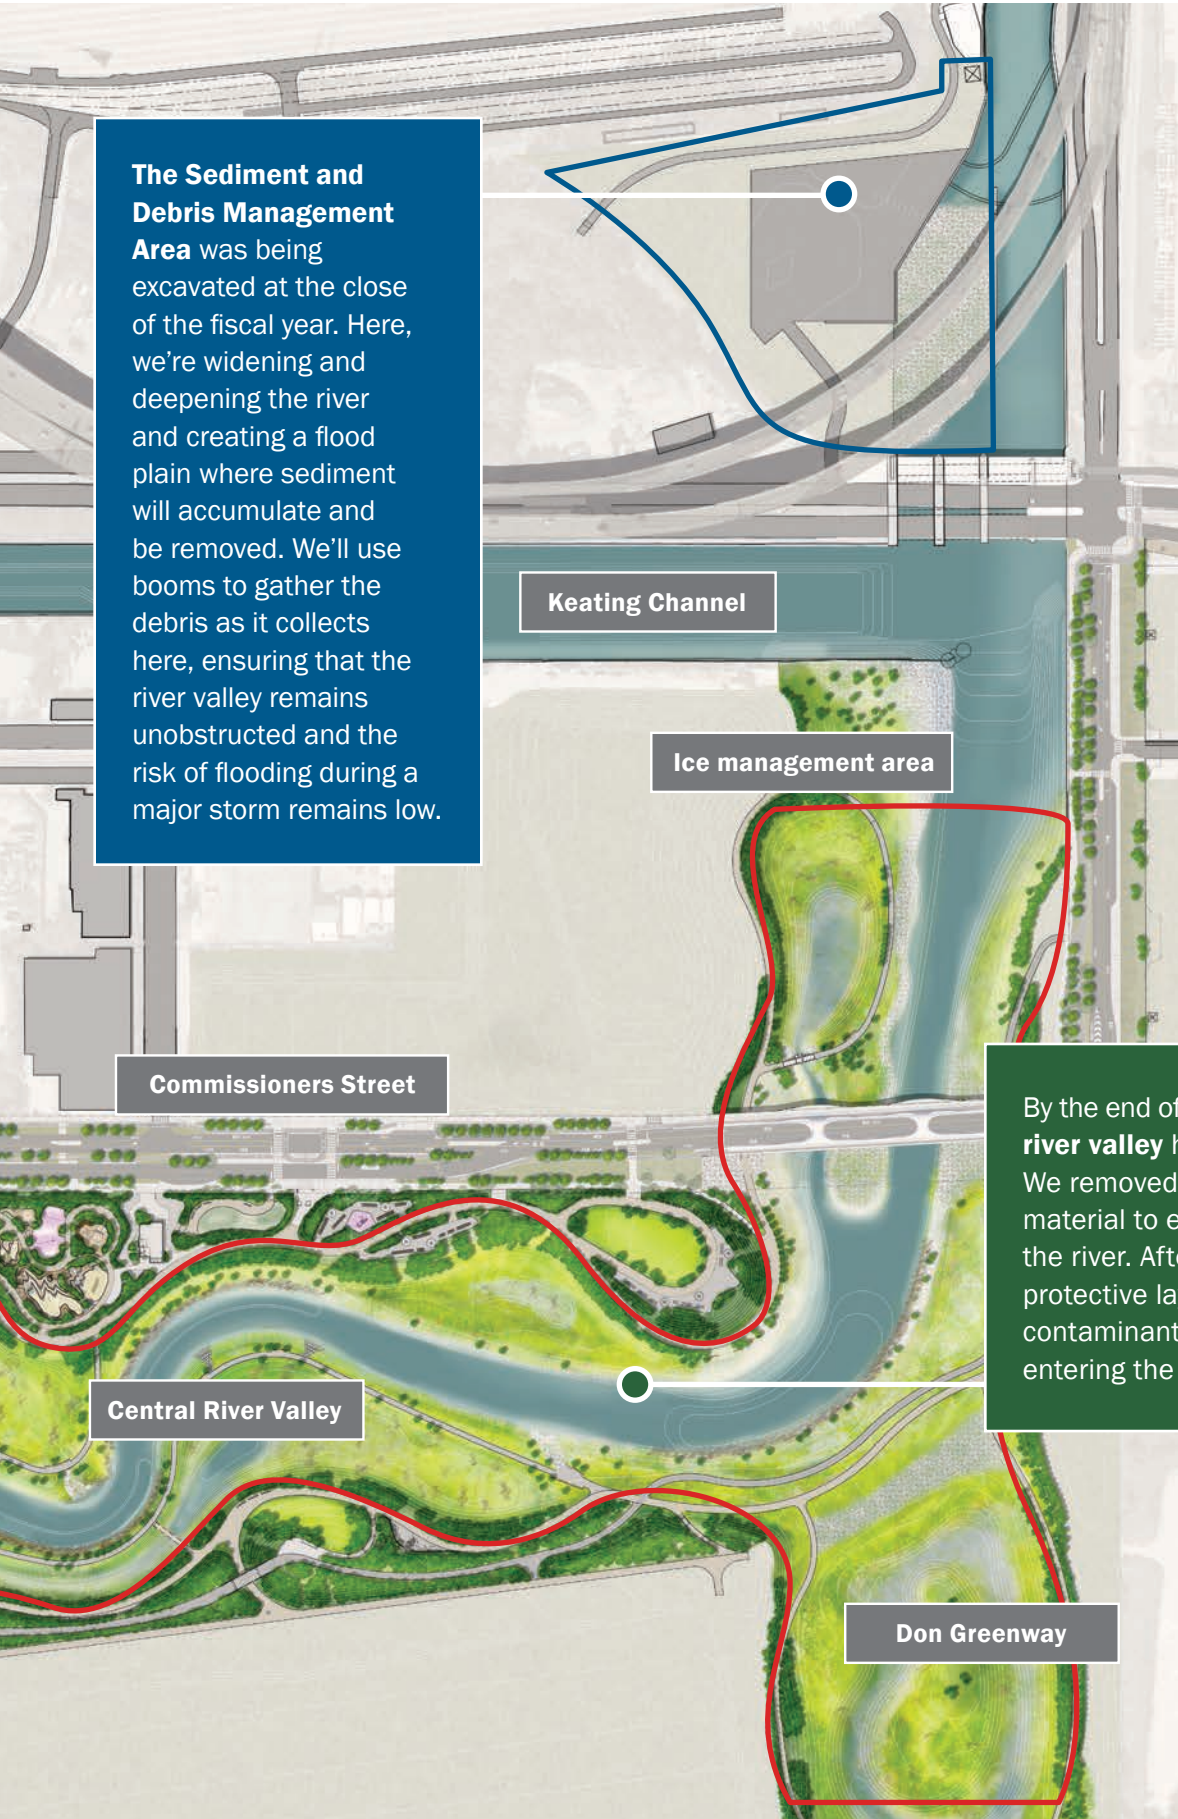 The Sediment and
Debris Management
Area was being
excavated at the close
of the fiscal year. Here,
we’re widening and
deepening the river
and creating a flood
plain where sediment
will accumulate and
be removed. We’ll use
booms to gather the
debris as it collects
here, ensuring that the
river valley remains
unobstructed and the
risk of flooding during a
major storm remains low.
Keating Channel
Ice management area
Commissioners Street
By the end of
river valley
We removed
material to
the river.
protective
entering the
Central River Valley
Don Greenway